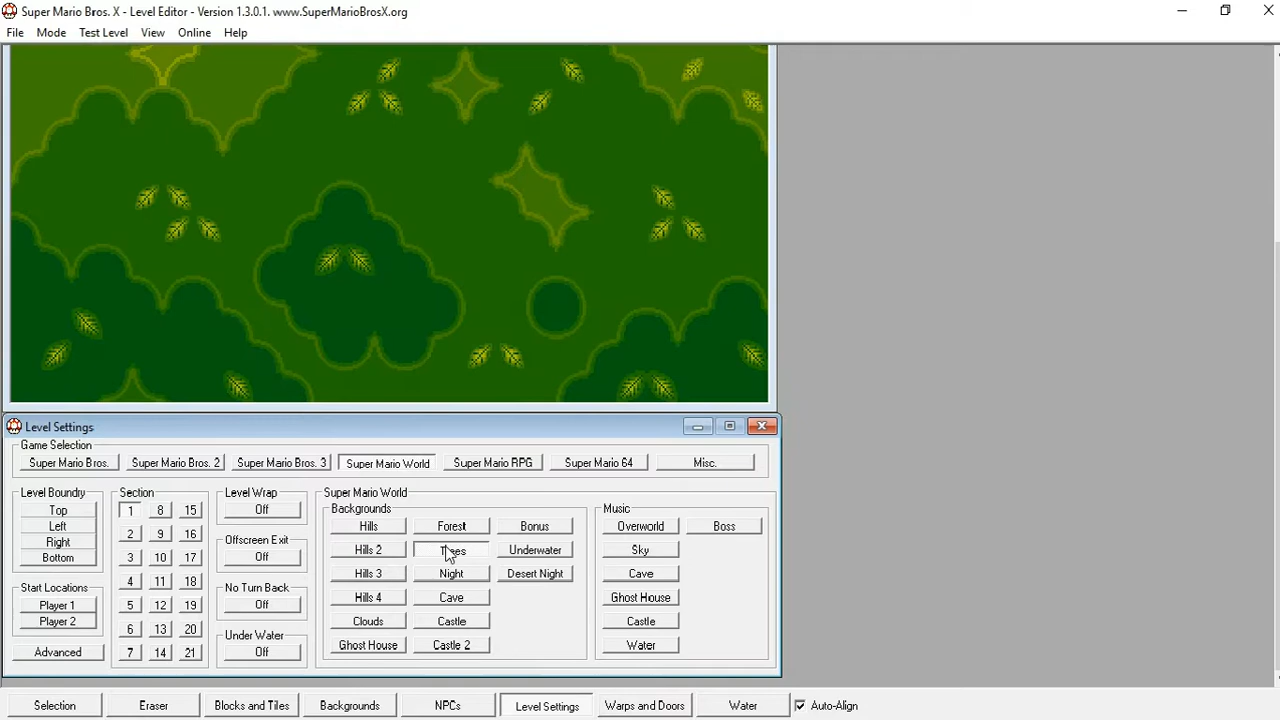 Super Mario Bros. X - Level Editor - Version 1.3.0.1. www.SuperMarioBrosX.org
File Mode Test Level View Online Help
Level Settings
Game Selection
Super Mario Bros. Super Mario Bros. 2 Super Mario Bros. 3 Super Mario World Super Mario RPG Super Mario 64 Misc.
Level Boundry
Top
Left
Right
Bottom
Start Locations
Player 1
Player 2
Advanced
Section
1 8 15
2 9 16
3 10 17
4 11 18
5 12 19
6 13 20
7 14 21
Level Wrap
Off
Offscreen Exit
Off
No Turn Back
Off
Under Water
Off
Super Mario World
Backgrounds
Hills Forest Bonus
Hills 2 Trees Underwater
Hills 3 Night Desert Night
Hills 4 Cave
Clouds Castle
Ghost House Castle 2
Music
Overworld Boss
Sky
Cave
Ghost House
Castle
Water
Selection Eraser Blocks and Tiles Backgrounds NPCs Level Settings Warps and Doors Water Auto-Align